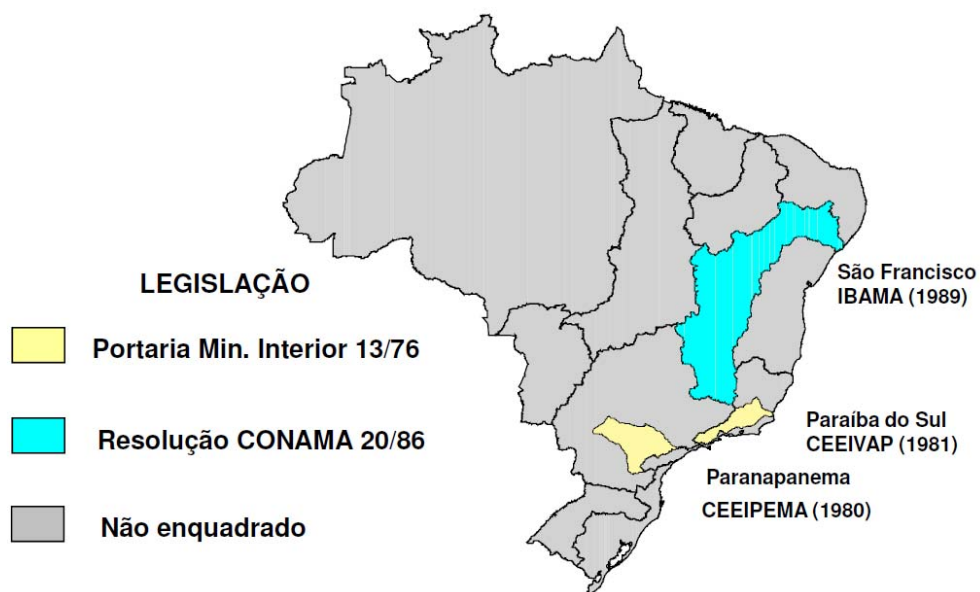 LEGISLAÇÃO
Portaria Min. Interior 13/76
Resolução CONAMA 20/86
Não enquadrado
São Francisco
IBAMA (1989)
Paraíba do Sul
CEEIVAP (1981)
Paranapanema
CEEIPEMA (1980)